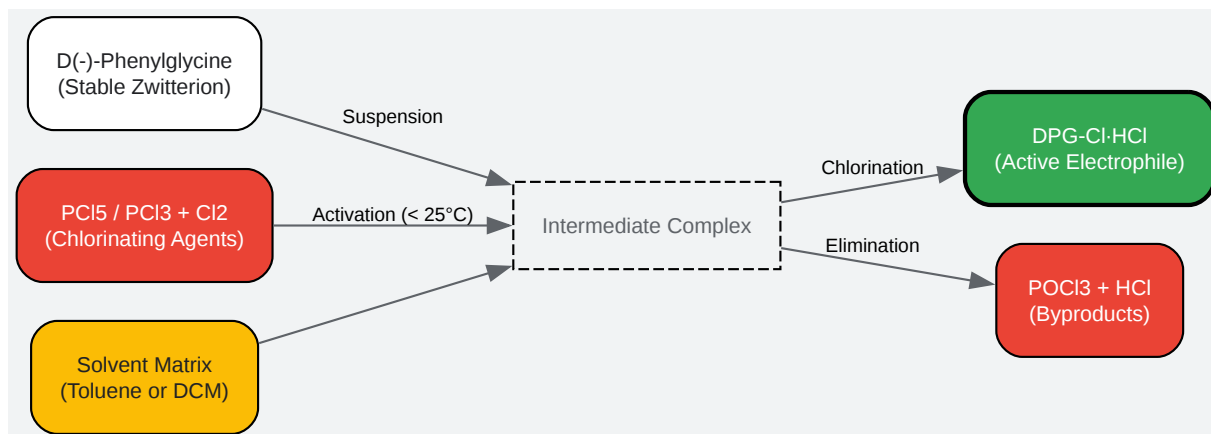 D(-)-Phenylglycine
(Stable Zwitterion)
Suspension
PCl5 / PCl3 + Cl2
(Chlorinating Agents)
Activation (< 25°C)
Solvent Matrix
(Toluene or DCM)
Intermediate Complex
Chlorination
DPG-Cl·HCl
(Active Electrophile)
Elimination
POCl3 + HCl
(Byproducts)